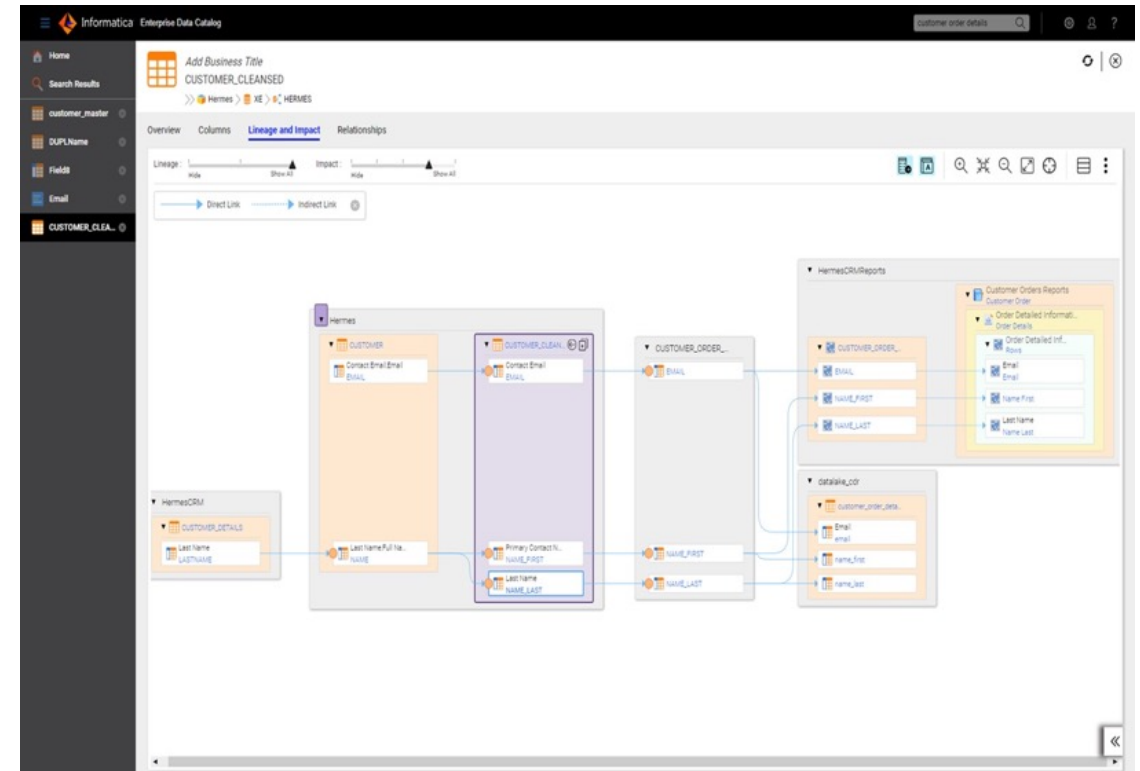 Informatica Enterprise Data Catalog
customer order details
Home
Search Results
customer_master
DUPLName
Field8
Email
CUSTOMER_CLEA...
Add Business Title
CUSTOMER_CLEANSED
Hermes
XE
HERMES
Overview Columns Lineage and Impact Relationships
Lineage: Hide Show All
Impact: Hide Show All
Direct Link Indirect Link
HermesCRM
CUSTOMER_DETAILS
Last Name
LASTNAME
Hermes
CUSTOMER
Contact Email Email
EMAIL
Last Name Full Na..
NAME
CUSTOMER_CLEAN..
Contact Email
EMAIL
Primary Contact N..
NAME_FIRST
Last Name
NAME_LAST
CUSTOMER_ORDER_...
EMAIL
NAME_FIRST
NAME_LAST
HermesCRMReports
CUSTOMER_ORDER_..
EMAIL
NAME_FIRST
NAME_LAST
Customer Orders Reports
Customer Order
Order Detailed Informati..
Order Details
Order Detailed Inf..
Rows
Email
Email
Name First
Last Name
Name Last
datalake_cdr
customer_order_deta..
Email
email
name_first
name_last